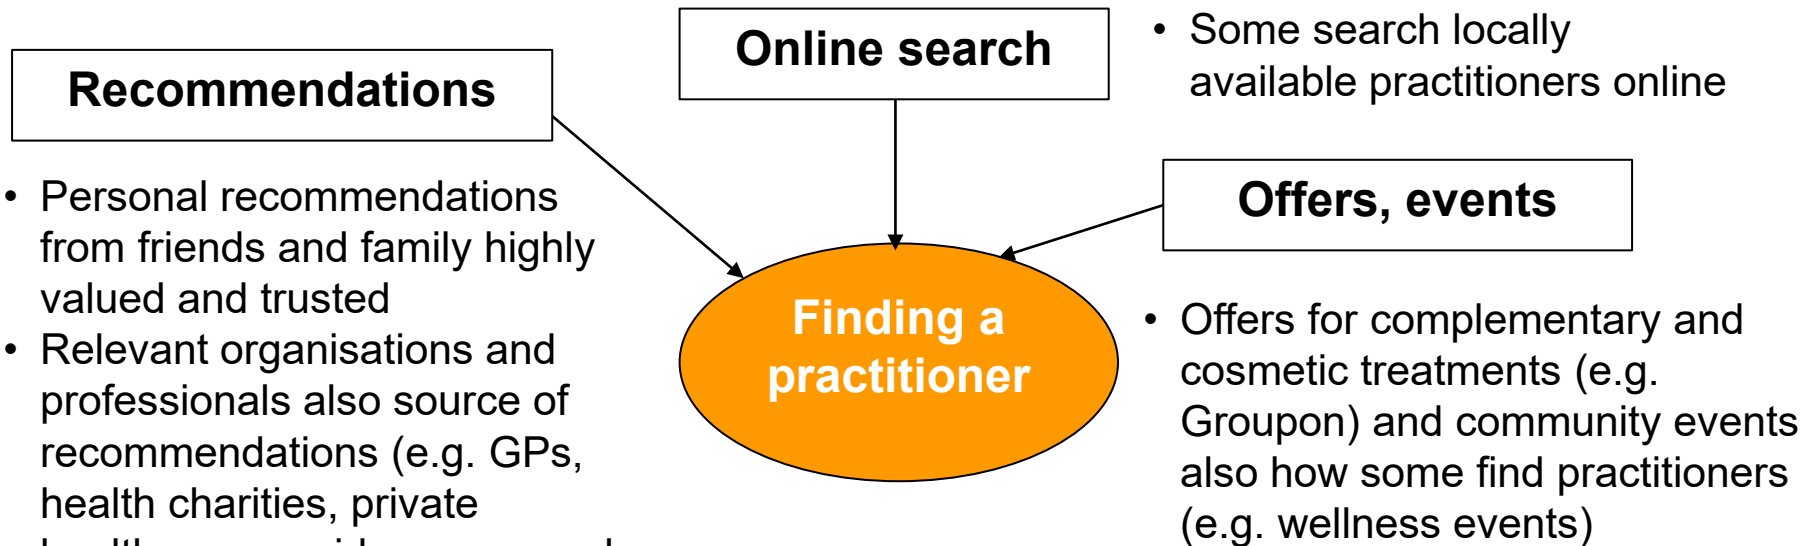 Recommendations
• Personal recommendations
from friends and family highly
valued and trusted
• Relevant organisations and
professionals also source of
recommendations (e.g. GPs,
health charities, private
Online search
• Some search locally
available practitioners online
Offers, events
• Offers for complementary and
cosmetic treatments (e.g.
Groupon) and community events
also how some find practitioners
(e.g. wellness events)
Finding a
practitioner